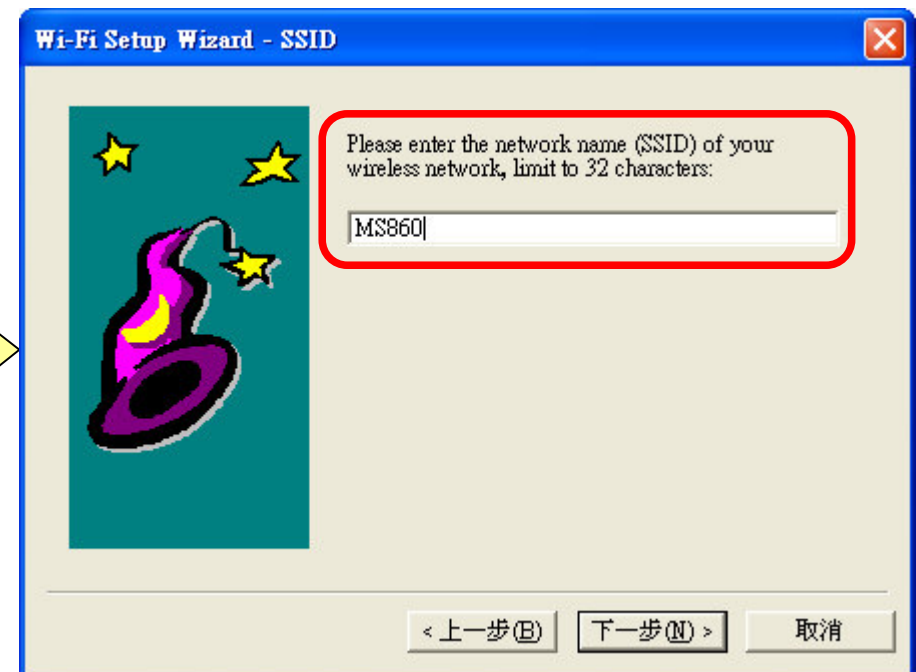 Wi-Fi Setup Wizard - SSID
Please enter the network name (SSID) of your
wireless network, limit to 32 characters:
MS860
< 上一步(B)
下一步(N) >
取消